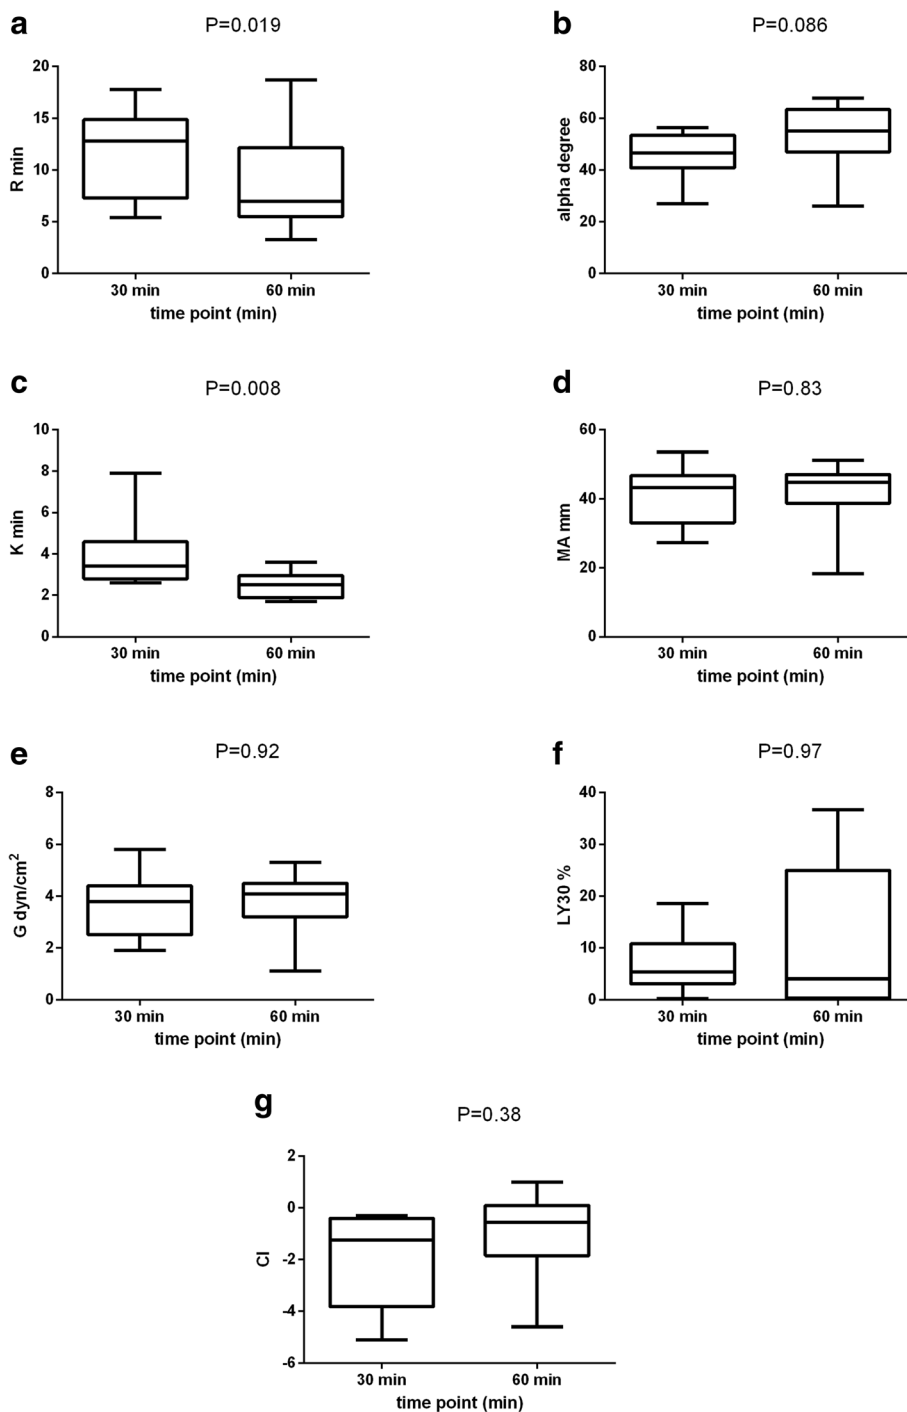 a
P=0.019
R min
20
15
10
5
0
30 min
60 min
time point (min)
b
P=0.086
alpha degree
80
60
40
20
0
30 min
60 min
time point (min)
c
P=0.008
K min
10
8
6
4
2
0
30 min
60 min
time point (min)
d
P=0.83
MA mm
60
40
20
0
30 min
60 min
time point (min)
e
P=0.92
G dyn/cm²
8
6
4
2
0
30 min
60 min
time point (min)
f
P=0.97
LY30 %
40
30
20
10
0
30 min
60 min
time point (min)
g
P=0.38
CI
2
0
-2
-4
-6
30 min
60 min
time point (min)